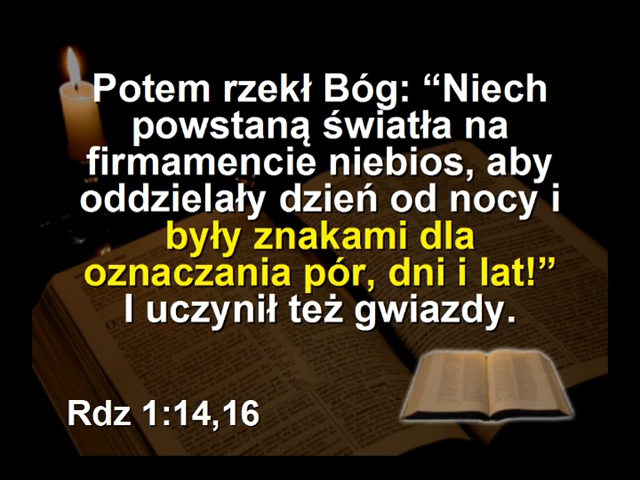 Potem rzekł Bóg: “Niech
powstaną światła na
firmamencie niebios, aby
oddzielały dzień od nocy i
były znakami dla
oznaczania pór, dni i lat!”
I uczynił też gwiazdy.
Rdz 1:14,16